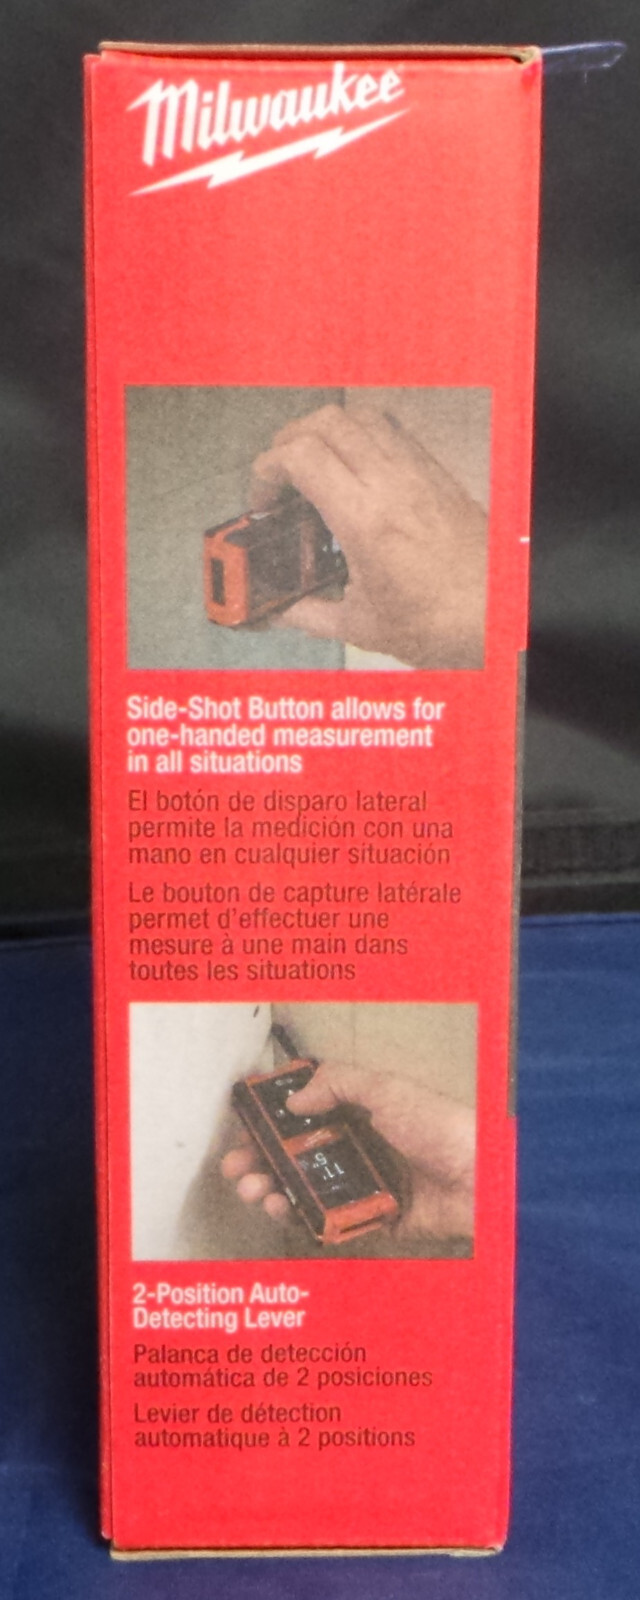 Milwaukee
Side-Shot Button allows for
one-handed measurement
in all situations
El botón de disparo lateral
permite la medición con una
mano en cualquier situación
Le bouton de capture latérale
permet d'effectuer une
mesure à une main dans
toutes les situations
11'
5"
2-Position Auto-
Detecting Lever
Palanca de detección
automática de 2 posiciones
Levier de détection
automatique à 2 positions